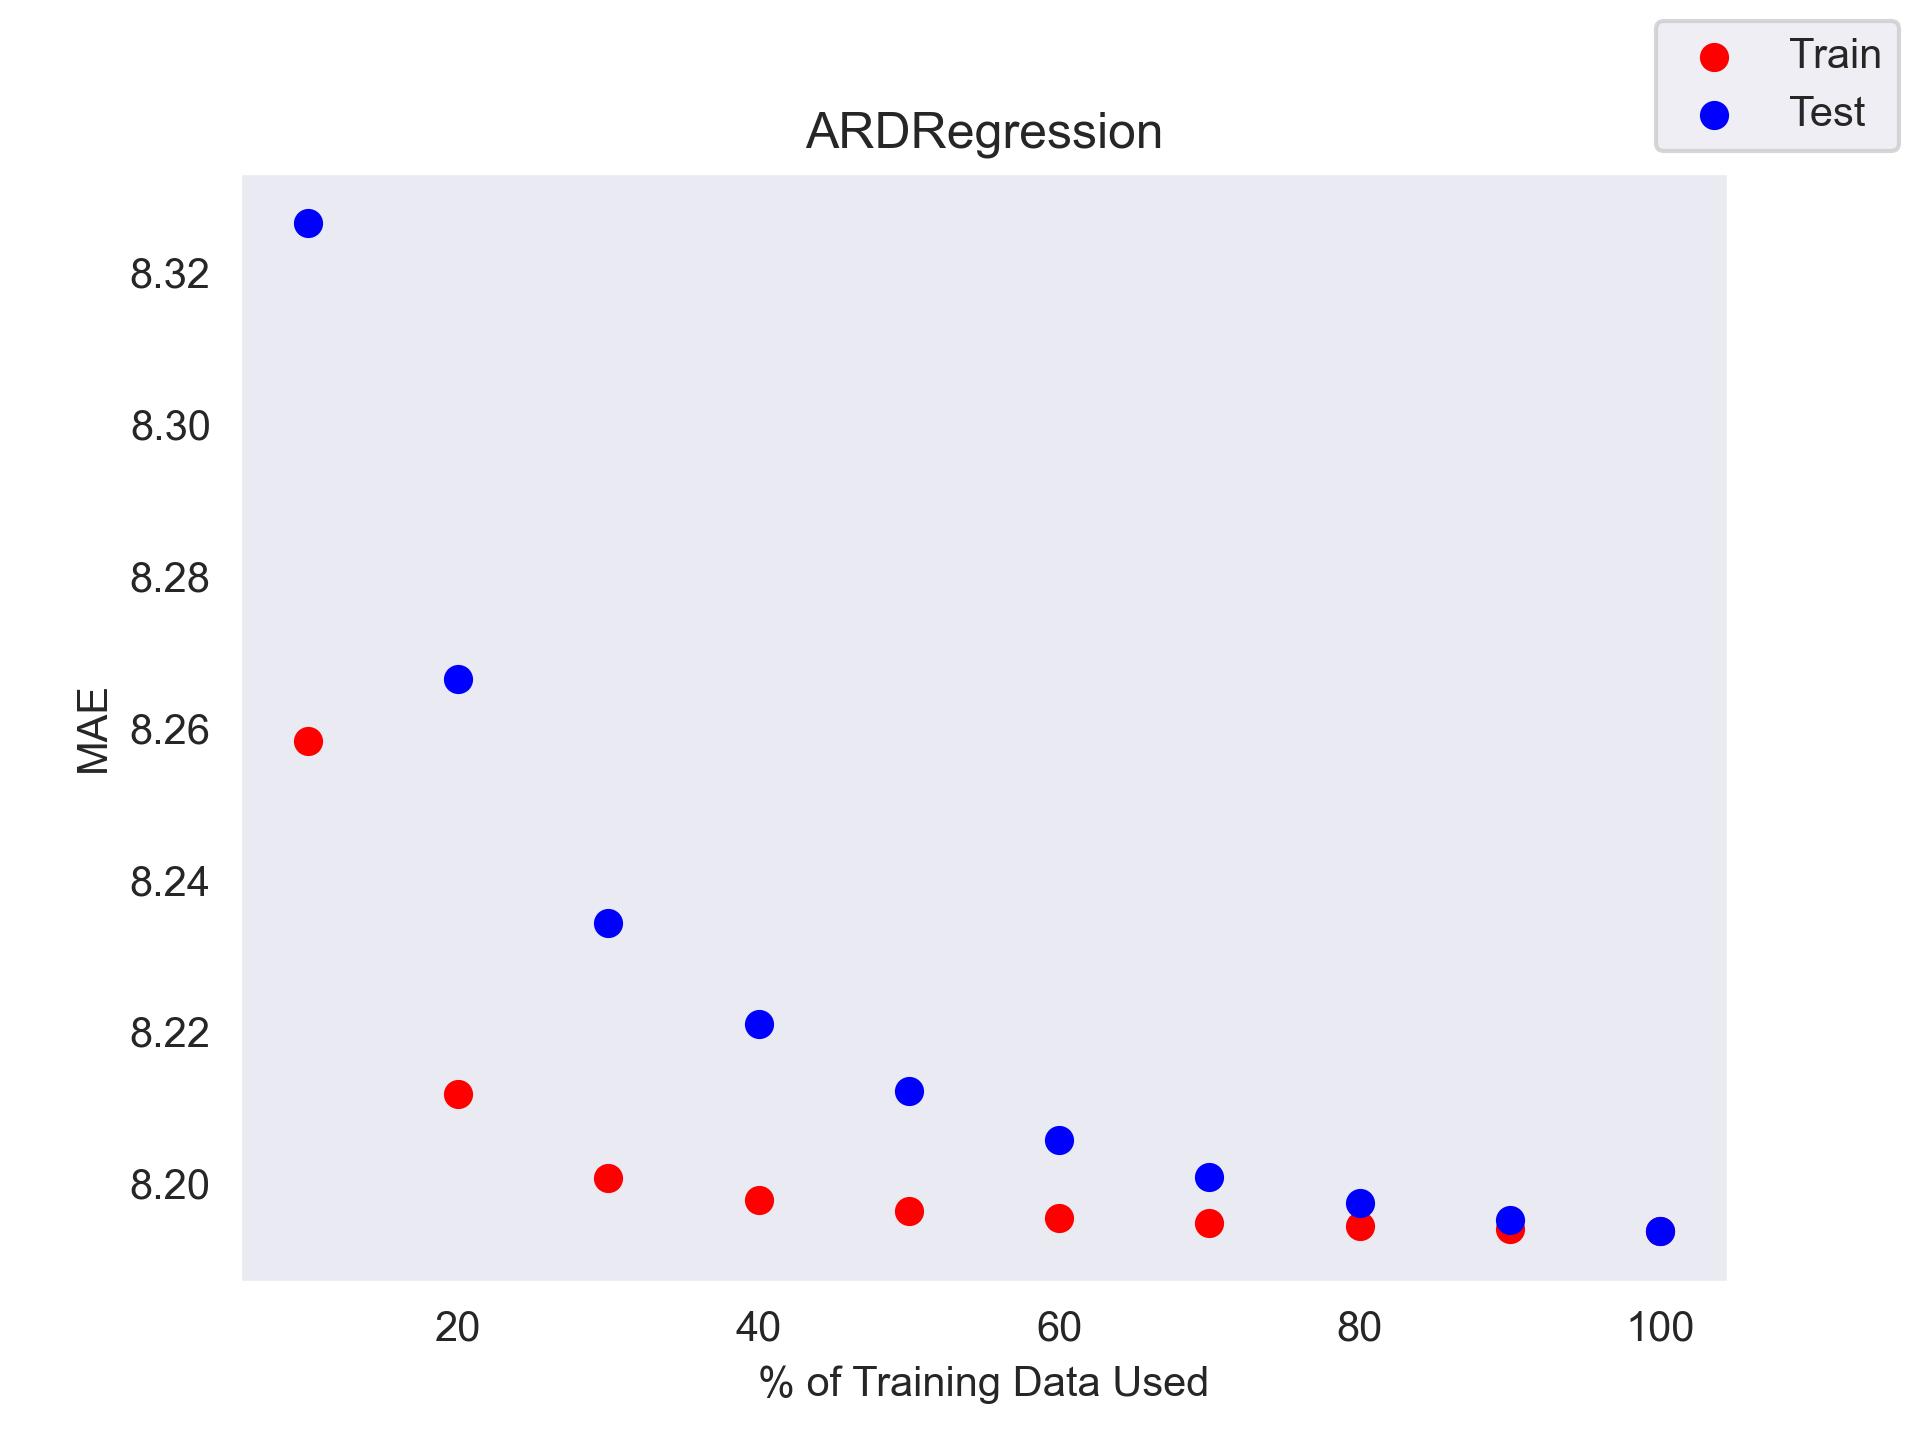 Train
Test
ARDRegression
8.32
8.30
8.28
8.26
8.24
8.22
8.20
MAE
20 40 60 80 100
% of Training Data Used